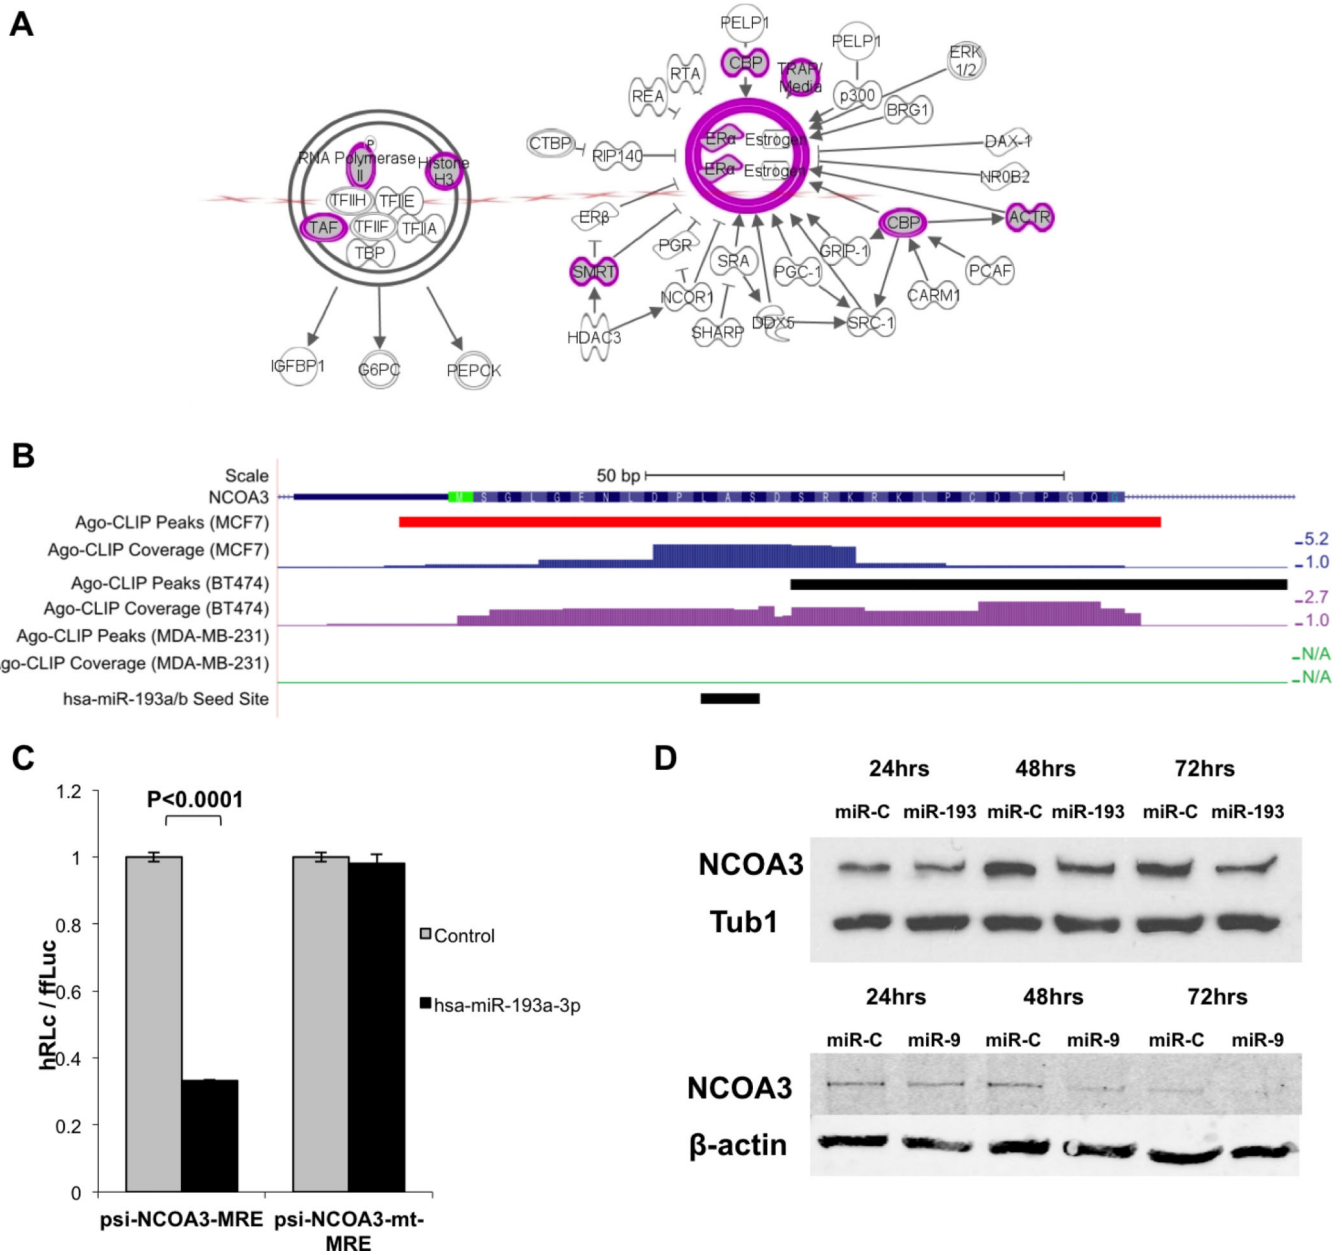 A
PELP1
PELP1
ERK
1/2
CBP
TRAP/
Media
RTA
REA
p300
BRG1
CTBP
RIP140
ERα Estrogen
ERα Estrogen
DAX-1
NR0B2
P
RNA Polymerase
II
Histone
H3
TFIIH
TFIIE
TAF
TFIIF
TFIIA
TBP
ERβ
PGR
SMRT
SRA
NCOR1
PGC-1
GRIP-1
CBP
ACTR
PCAF
CARM1
HDAC3
SHARP
DDX5
SRC-1
IGFBP1
G6PC
PEPCK
B
Scale
50 bp
NCOA3
M S G L G E N L D P L A S D S R K R K L P C D T P G Q G
Ago-CLIP Peaks (MCF7)
Ago-CLIP Coverage (MCF7)
5.2
1.0
Ago-CLIP Peaks (BT474)
Ago-CLIP Coverage (BT474)
2.7
1.0
Ago-CLIP Peaks (MDA-MB-231)
go-CLIP Coverage (MDA-MB-231)
N/A
N/A
hsa-miR-193a/b Seed Site
C
1.2
1
0.8
0.6
0.4
0.2
0
hRLc / ffLuc
P<0.0001
Control
hsa-miR-193a-3p
psi-NCOA3-MRE
psi-NCOA3-mt-
MRE
D
24hrs 48hrs 72hrs
miR-C miR-193 miR-C miR-193 miR-C miR-193
NCOA3
Tub1
24hrs 48hrs 72hrs
miR-C miR-9 miR-C miR-9 miR-C miR-9
NCOA3
β-actin